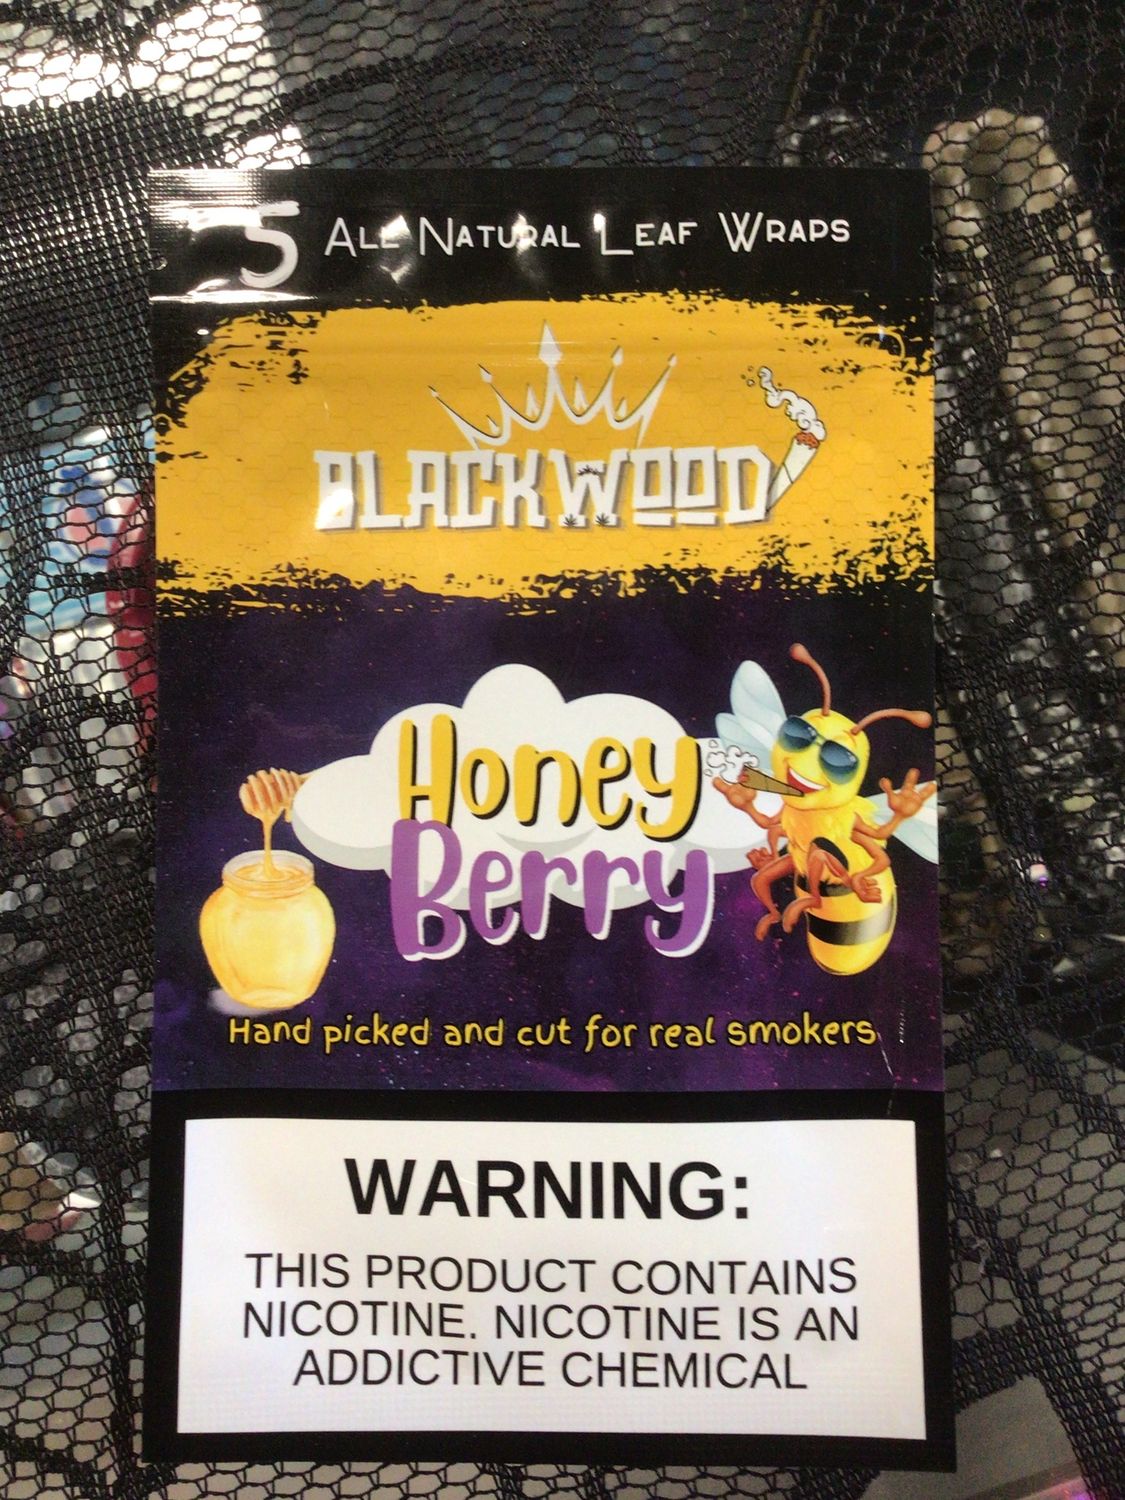 5 All Natural Leaf Wraps
BLACKWOOD
Honey
Berry
Hand picked and cut for real smokers
WARNING:
THIS PRODUCT CONTAINS
NICOTINE. NICOTINE IS AN
ADDICTIVE CHEMICAL